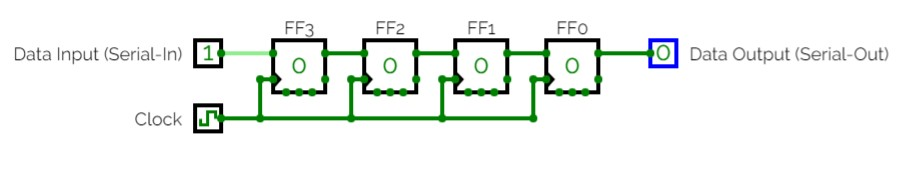 FF3 FF2 FF1 FF0
Data Input (Serial-In) 1 0 0 0 0 0 Data Output (Serial-Out)
Clock